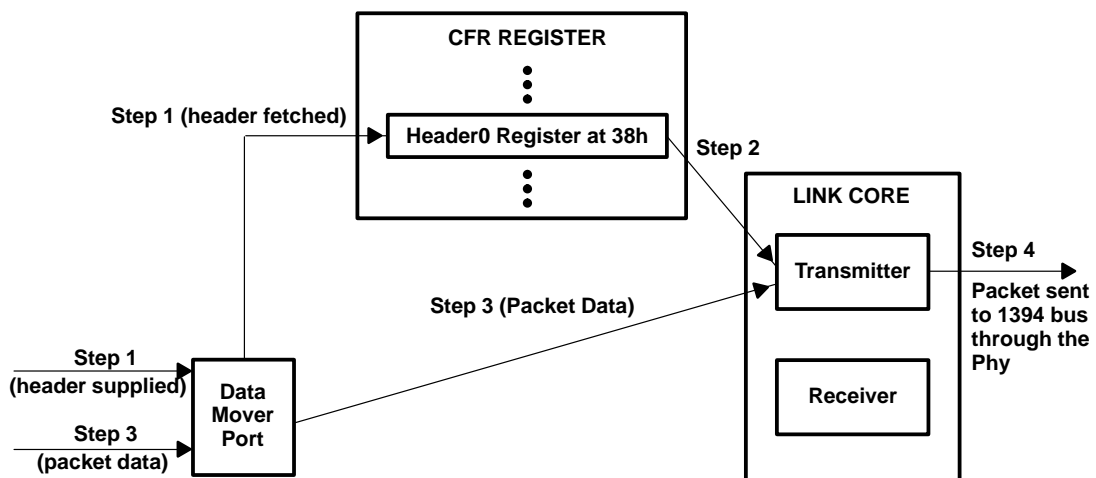 CFR REGISTER
Step 1 (header fetched)
Header0 Register at 38h
Step 2
LINK CORE
Transmitter
Step 4
Packet sent
to 1394 bus
through the
Phy
Step 3 (Packet Data)
Receiver
Step 1
(header supplied)
Step 3
(packet data)
Data
Mover
Port